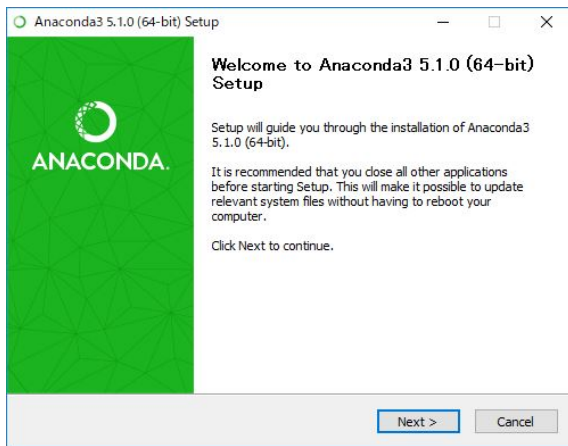 Anaconda3 5.1.0 (64-bit) Setup
Welcome to Anaconda3 5.1.0 (64-bit)
Setup
ANACONDA.
Setup will guide you through the installation of Anaconda3
5.1.0 (64-bit).
It is recommended that you close all other applications
before starting Setup. This will make it possible to update
relevant system files without having to reboot your
computer.
Click Next to continue.
Next >
Cancel